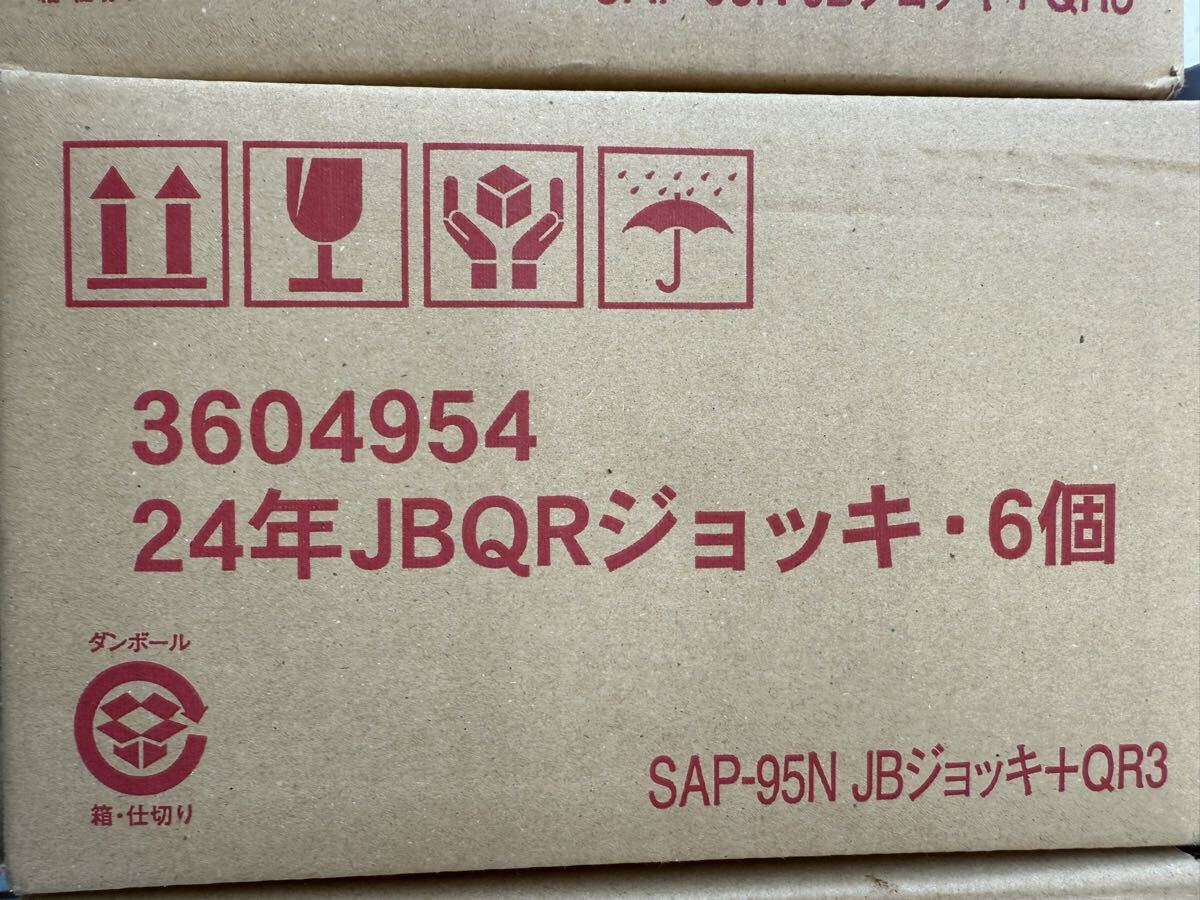 3604954
24年JBQRジョッキ・6個
ダンボール
箱・仕切り
SAP-95N JBジョッキ+QR3